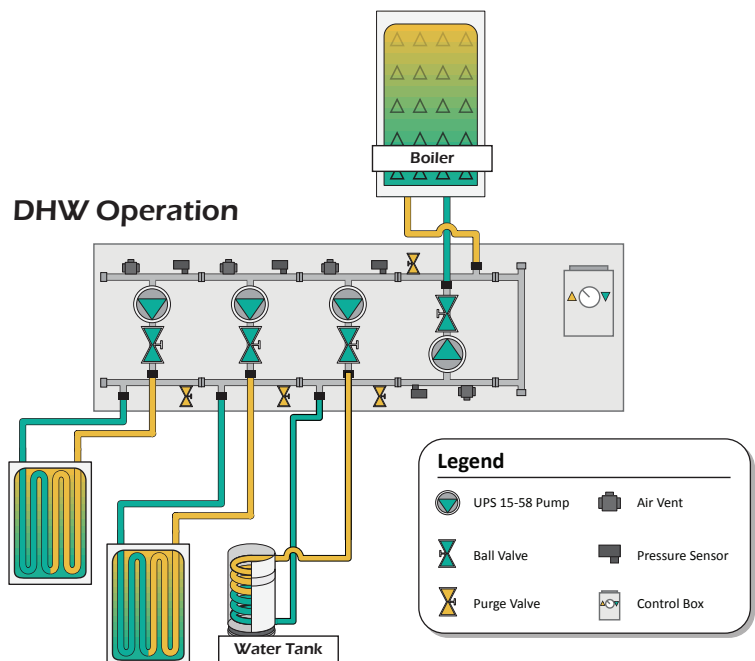 Boiler
DHW Operation
Legend
UPS 15-58 Pump
Air Vent
Ball Valve
Pressure Sensor
Purge Valve
Control Box
Water Tank